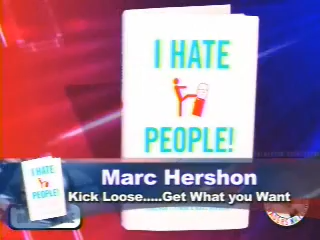 I HATE
PEOPLE!
I HATE
PEOPLE!
Marc Hershon
Kick Loose.....Get What you Want